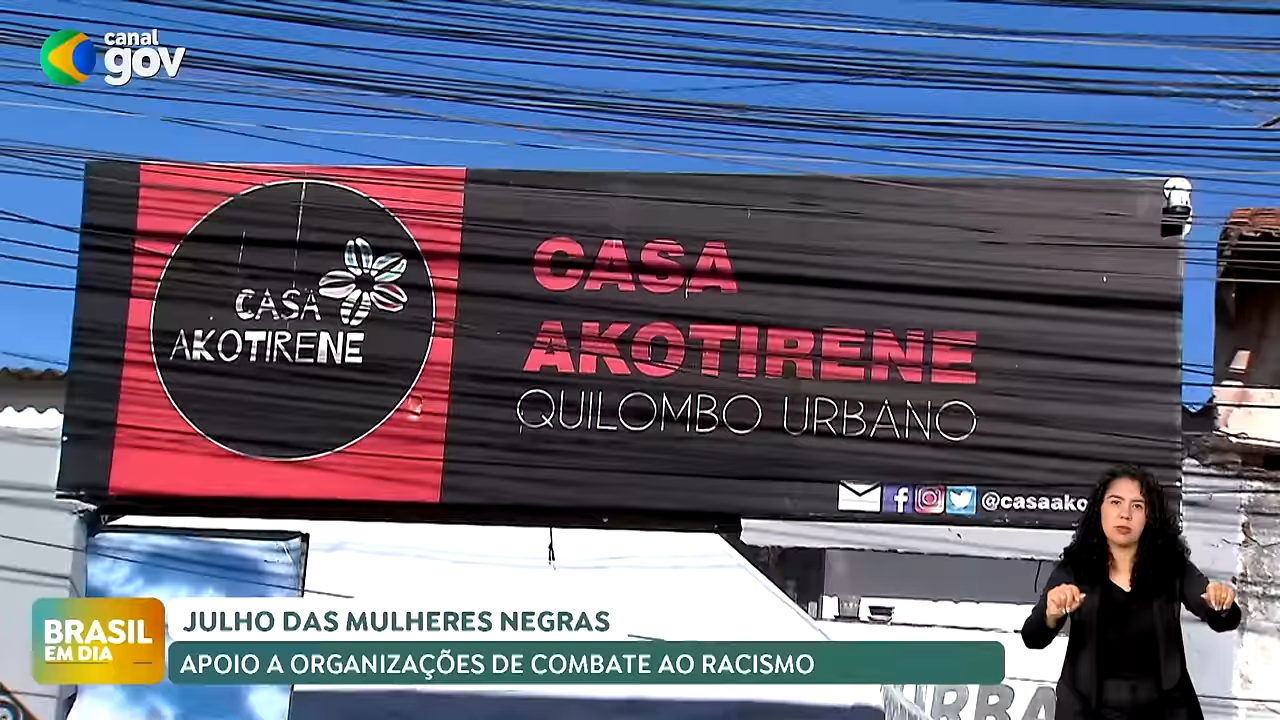 canal
gov
CASA
AKOTIRENE
CASA
AKOTIRENE
QUILOMBO URBANO
BRASIL
EM DIA
JULHO DAS MULHERES NEGRAS
APOIO A ORGANIZAÇÕES DE COMBATE AO RACISMO